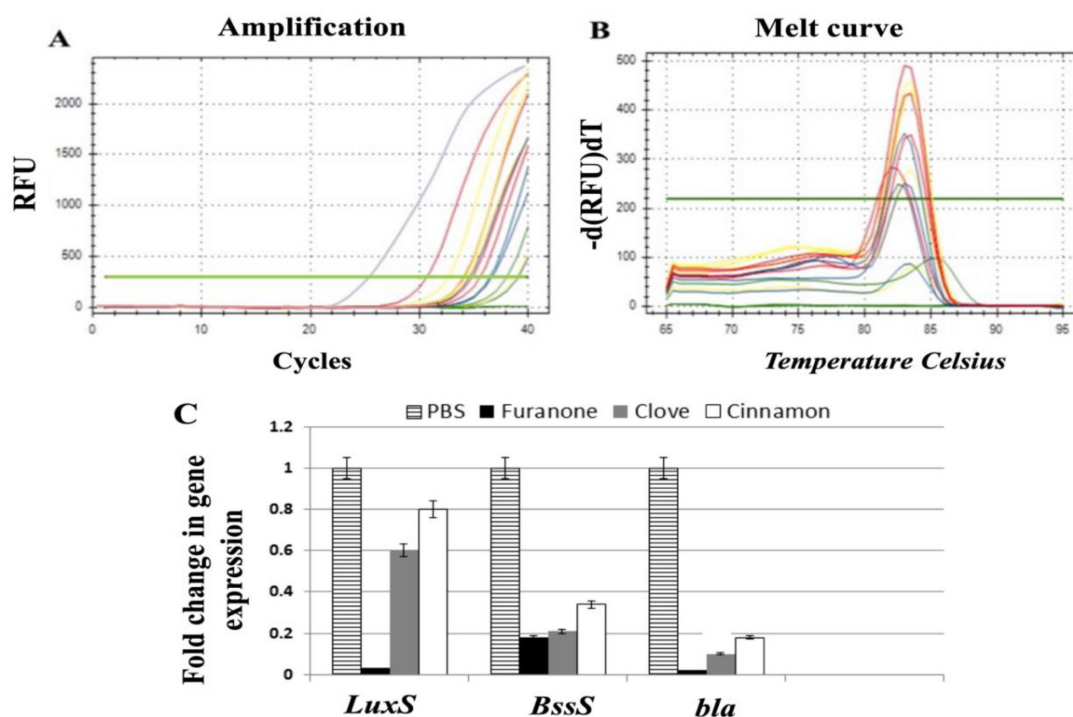 A Amplification
RFU
2000
1500
1000
500
0
0 10 20 30 40
Cycles
B Melt curve
-d(RFU)dT
500
400
300
200
100
0
65 70 75 80 85 90 95
Temperature Celsius
C
PBS Furanone Clove Cinnamon
Fold change in gene
expression
1.2
1
0.8
0.6
0.4
0.2
0
LuxS BssS bla